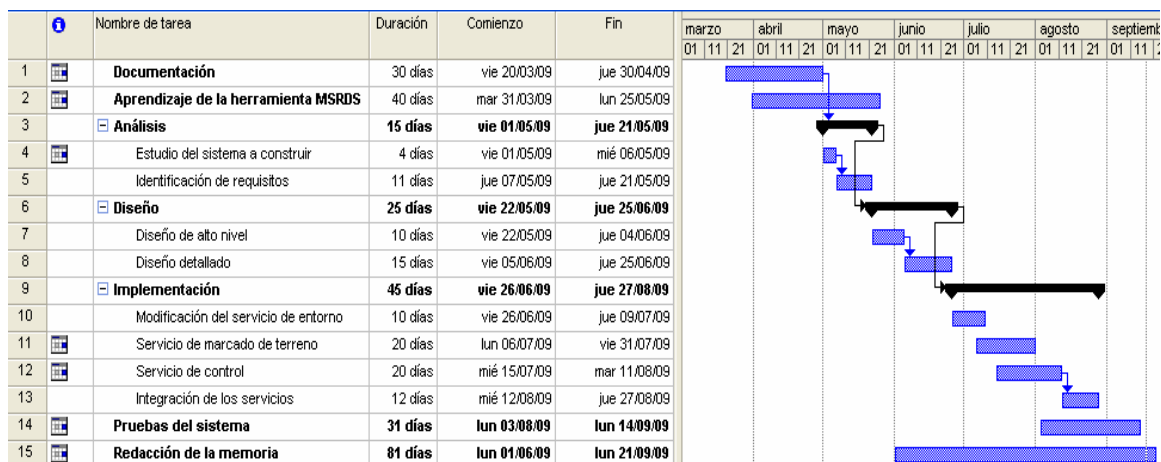 Nombre de tarea Duración Comienzo Fin marzo abril mayo junio julio agosto septiemb
01 11 21 01 11 21 01 11 21 01 11 21 01 11 21 01 11 21 01 11
1 Documentación 30 días vie 20/03/09 jue 30/04/09
2 Aprendizaje de la herramienta MSRDS 40 días mar 31/03/09 lun 25/05/09
3 Análisis 15 días vie 01/05/09 jue 21/05/09
4 Estudio del sistema a construir 4 días vie 01/05/09 mié 06/05/09
5 Identificación de requisitos 11 días jue 07/05/09 jue 21/05/09
6 Diseño 25 días vie 22/05/09 jue 25/06/09
7 Diseño de alto nivel 10 días vie 22/05/09 jue 04/06/09
8 Diseño detallado 15 días vie 05/06/09 jue 25/06/09
9 Implementación 45 días vie 26/06/09 jue 27/08/09
10 Modificación del servicio de entorno 10 días vie 26/06/09 jue 09/07/09
11 Servicio de marcado de terreno 20 días lun 06/07/09 vie 31/07/09
12 Servicio de control 20 días mié 15/07/09 mar 11/08/09
13 Integración de los servicios 12 días mié 12/08/09 jue 27/08/09
14 Pruebas del sistema 31 días lun 03/08/09 lun 14/09/09
15 Redacción de la memoria 81 días lun 01/06/09 lun 21/09/09